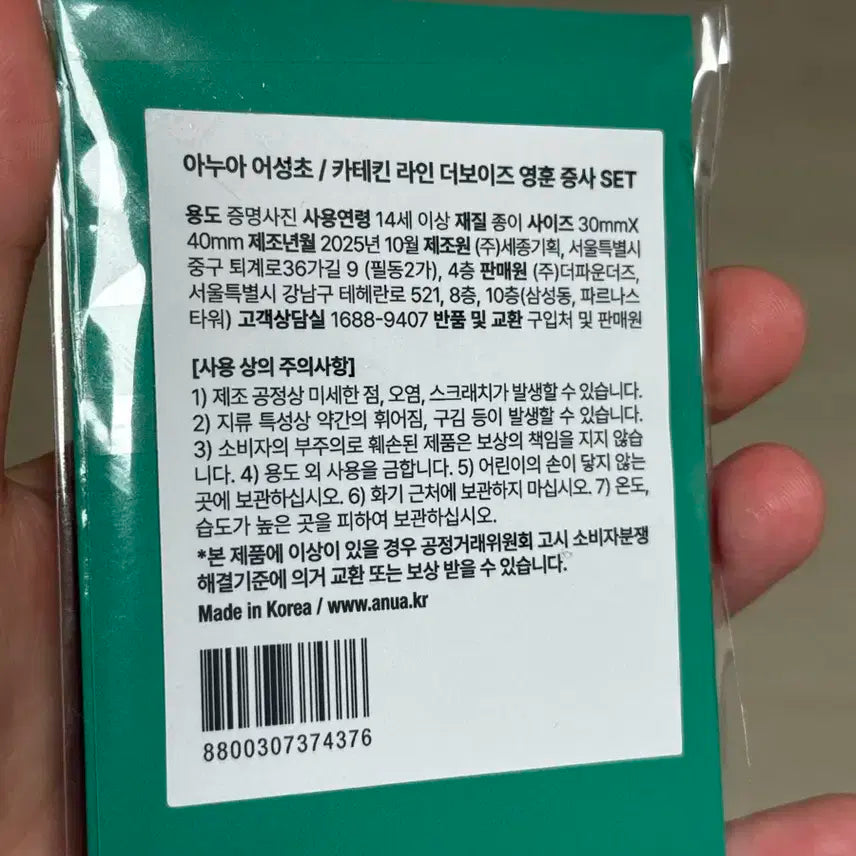 아누아 어성초 / 카테킨 라인 더보이즈 영훈 증사 SET
용도 증명사진 사용연령 14세 이상 재질 종이 사이즈 30mmX
40mm 제조년월 2025년 10월 제조원 (주)세종기획, 서울특별시
중구 퇴계로36가길 9 (필동2가), 4층 판매원 (주)더파운더즈,
서울특별시 강남구 테헤란로 521, 8층, 10층(삼성동, 파르나스
타워) 고객상담실 1688-9407 반품 및 교환 구입처 및 판매원
[사용 상의 주의사항]
1) 제조 공정상 미세한 점, 오염, 스크래치가 발생할 수 있습니다.
2) 지류 특성상 약간의 휘어짐, 구김 등이 발생할 수 있습니다.
3) 소비자의 부주의로 훼손된 제품은 보상의 책임을 지지 않습
니다. 4) 용도 외 사용을 금합니다. 5) 어린이의 손이 닿지 않는
곳에 보관하십시오. 6) 화기 근처에 보관하지 마십시오. 7) 온도,
습도가 높은 곳을 피하여 보관하십시오.
*본 제품에 이상이 있을 경우 공정거래위원회 고시 소비자분쟁
해결기준에 의거 교환 또는 보상 받을 수 있습니다.
Made in Korea / www.anua.kr
8800307374376